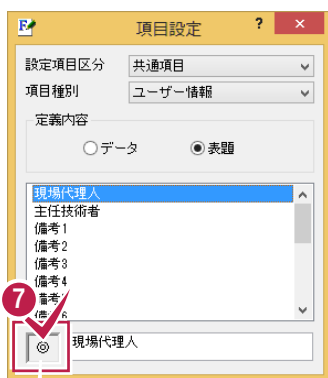 項目設定
?
×
設定項目区分 共通項目
項目種別 ユーザー情報
定義内容
データ 表題
現場代理人
主任技術者
備考1
備考2
備考3
備考4
備考
6
7
◎ 現場代理人